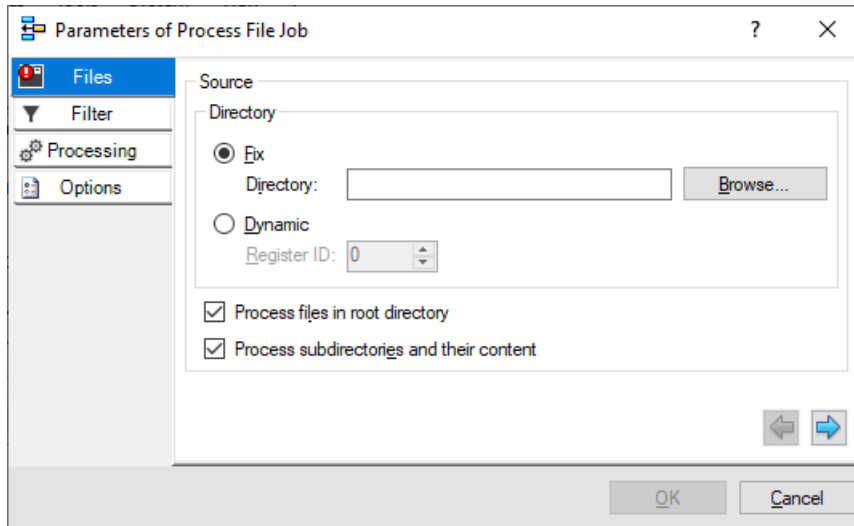 Parameters of Process File Job
?
Files
Filter
Processing
Options
Source
Directory
Fix
Directory:
Browse...
Dynamic
Register ID: 0
Process files in root directory
Process subdirectories and their content
OK
Cancel